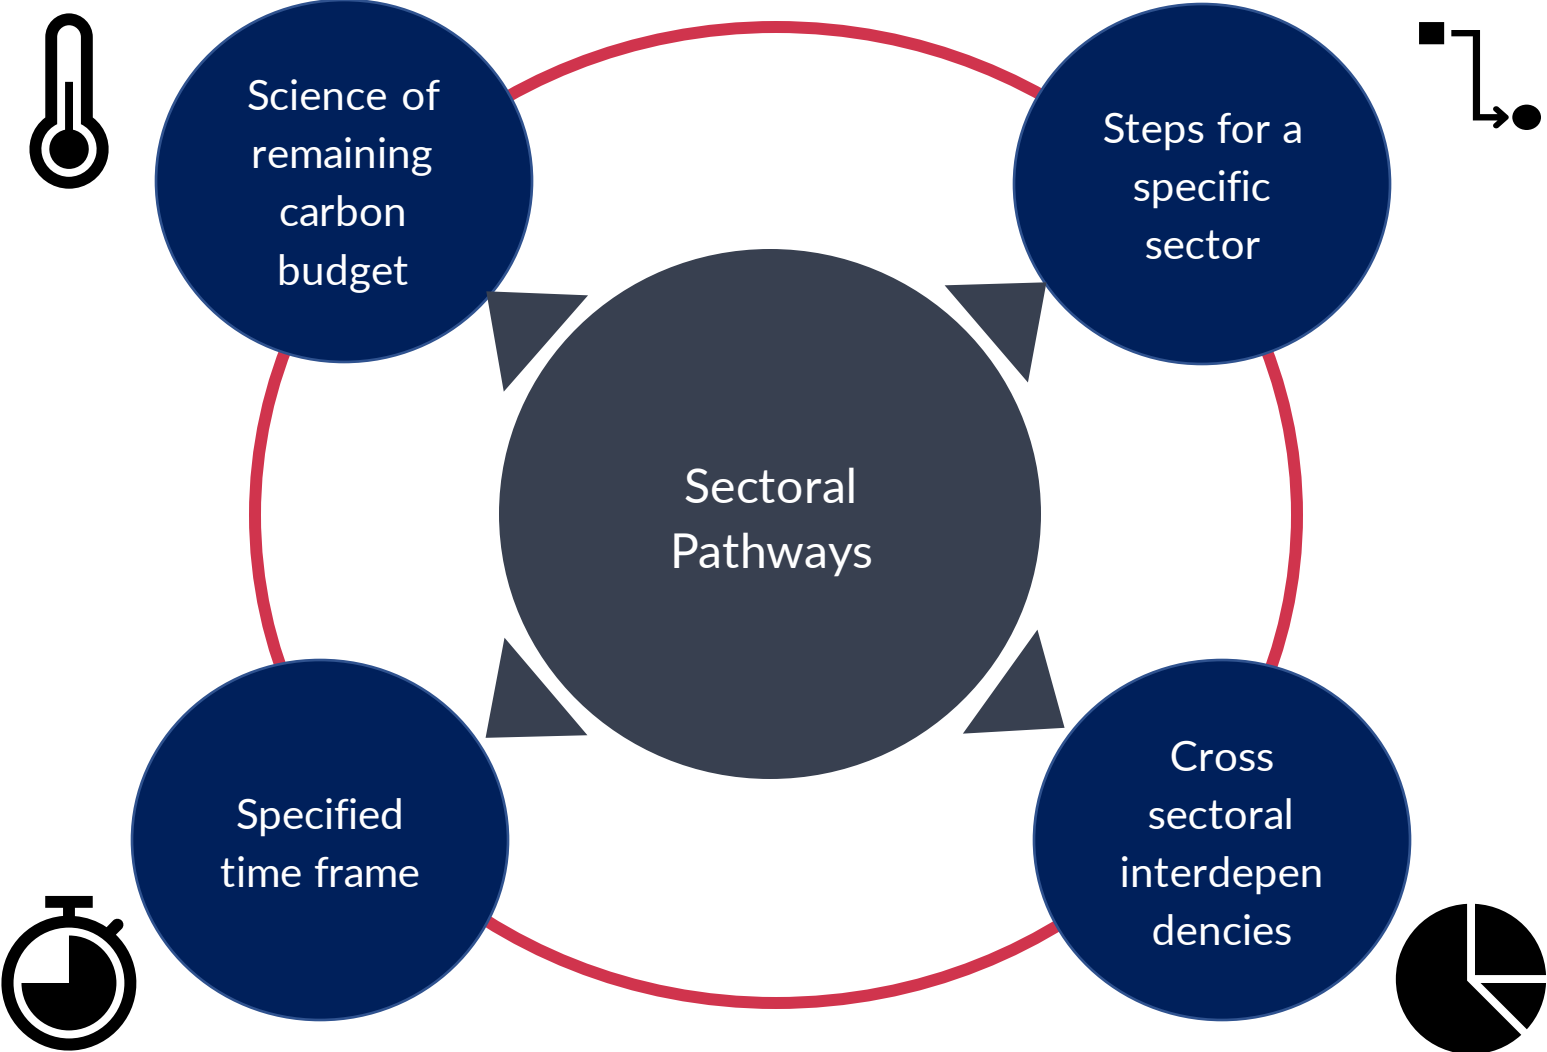 Science of
remaining
carbon
budget
Steps for a
specific
sector
Sectoral
Pathways
Specified
time frame
Cross
sectoral
interdepen
dencies